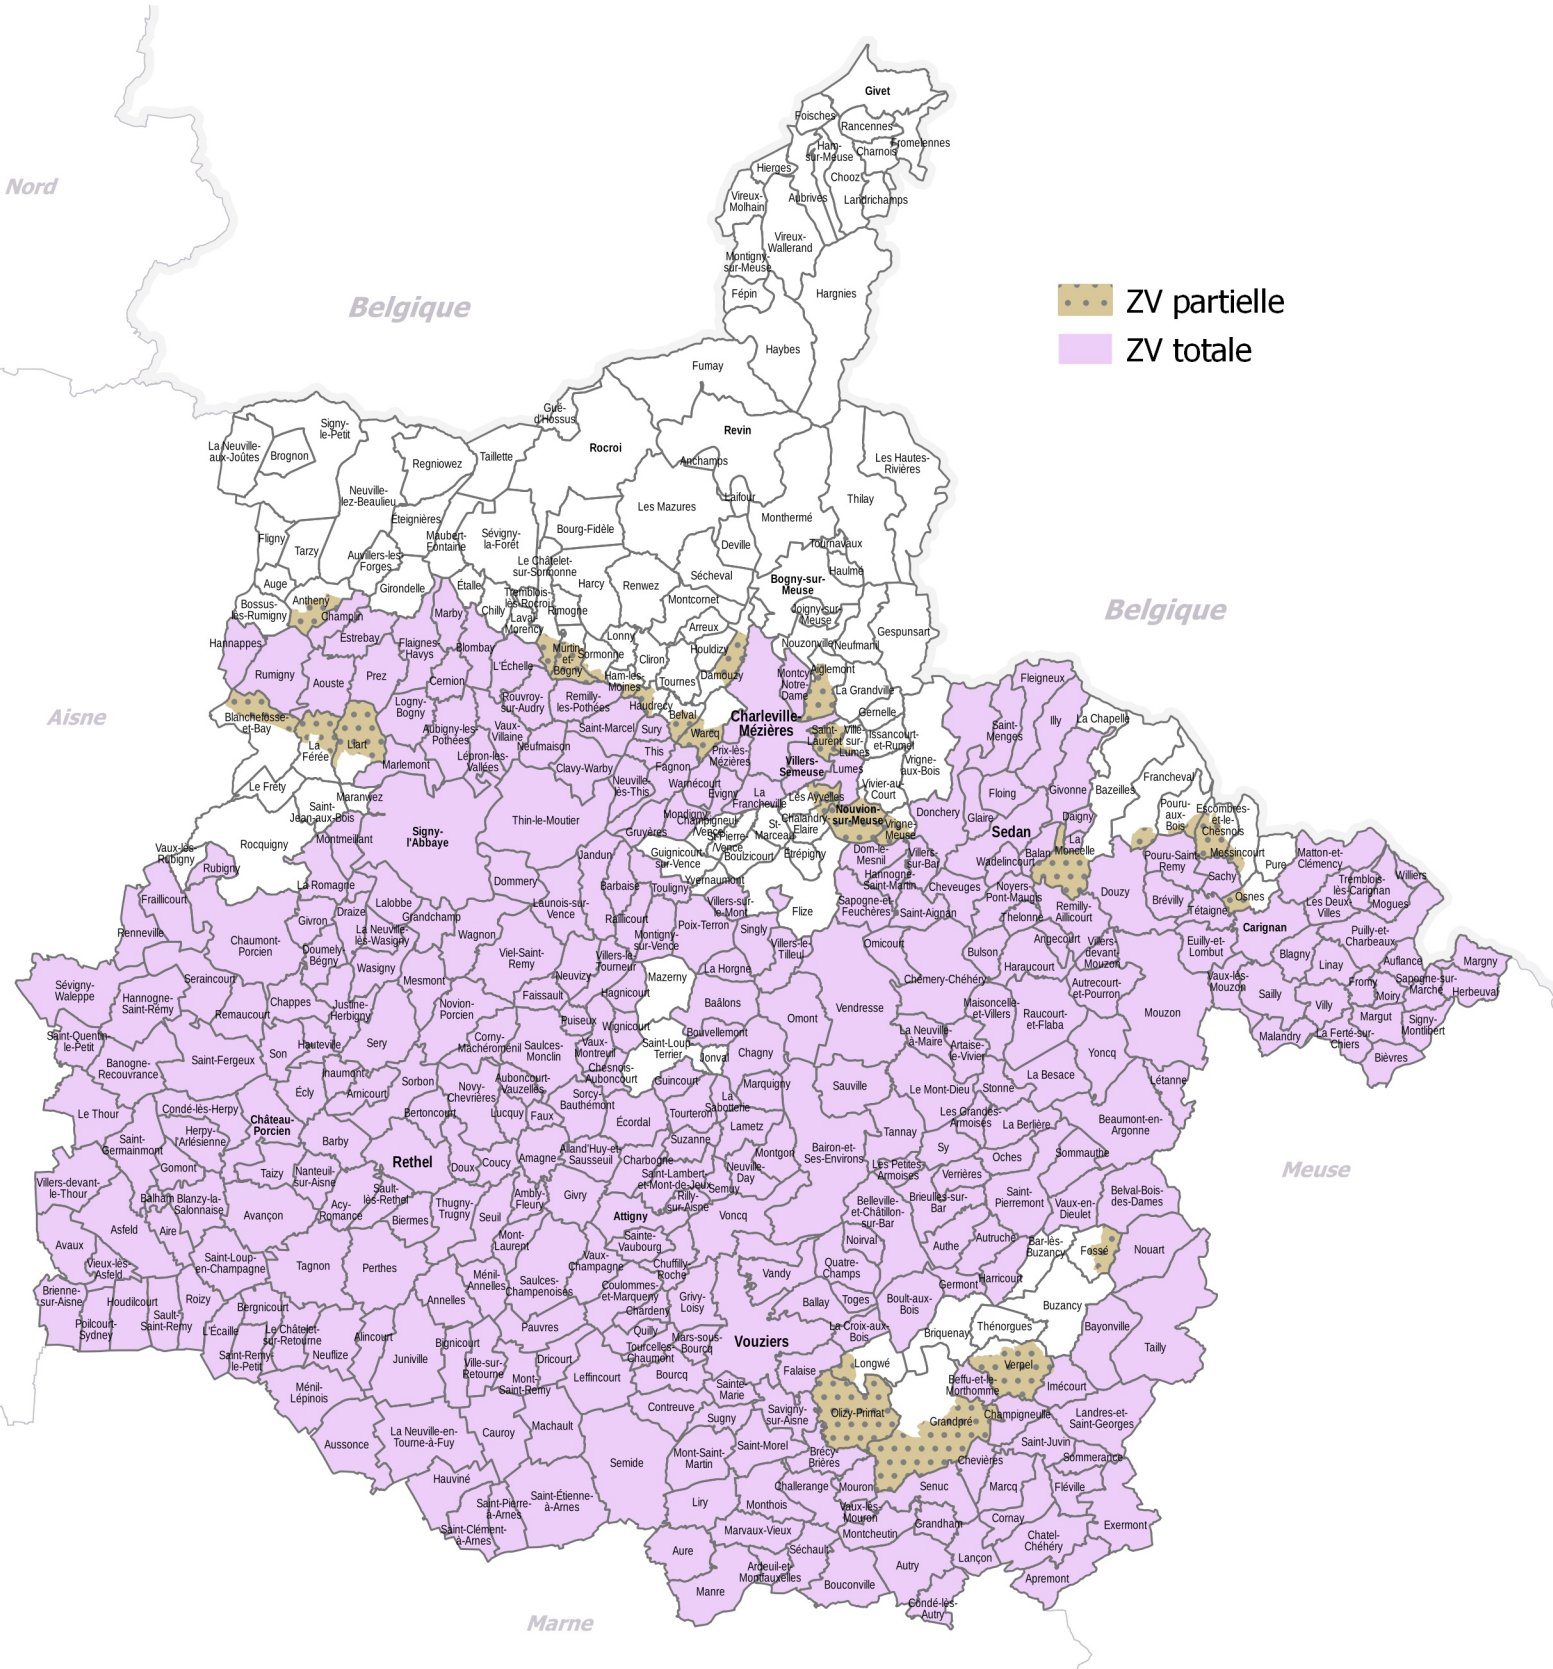 Givet
Foisches
Rancennes
Fromelennes
Ham-
sur-Meuse
Charnois
Hierges
Chooz
Nord
Vireux-
Molhain
Aubrives
Landrichamps
Vireux-
Wallerand
Montigny-
sur-Meuse
Fépin
Hargnies
Belgique
ZV partielle
ZV totale
Haybes
Fumay
Gué-
d'Hossus
Signy-
le-Petit
Revin
Rocroi
La Neuville-
aux-Joûtes
Brognon
Regniowez
Taillette
Anchamps
Les Hautes-
Rivières
Neuville-
lez-Beaulieu
Laifour
Thilay
Les Mazures
Monthermé
Éteignières
Bourg-Fidèle
Fligny
Maubert-
Fontaine
Sévigny-
la-Forêt
Tarzy
Deville
Tournavaux
Auvillers-les-
Forges
Le Châtelet-
sur-Sormonne
Haulmé
Auge
Girondelle
Étalle
Harcy
Renwez
Sécheval
Bogny-sur-
Meuse
Antheny
Bossus-
lès-Rumigny
Champlin
Marby
Chilly
Tremblois-
lès-Rocroi
Rimogne
Montcornet
Joigny-sur-
Meuse
Belgique
Laval-
Morency
Arreux
Gespunsart
Hannappes
Estrebay
Flaignes-
Havys
Blombay
Murtin-
et-
Bogny
Sormonne
Lonny
Houldizy
Nouzonville
Neufmanil
Cliron
Rumigny
Aouste
Prez
Cernion
L'Échelle
Ham-les-
Moines
Tournes
Damouzy
Montcy-
Notre-
Dame
Aiglemont
La Grandville
Fleigneux
Logny-
Bogny
Rouvroy-
sur-Audry
Remilly-
les-Pothées
Haudrecy
Belval
Gernelle
Aisne
Blanchefosse-
et-Bay
La
Férée
Liart
Aubigny-les-
Pothées
Vaux-
Villaine
Saint-Marcel
Sury
Warcq
Charleville-
Mézières
Saint-
Laurent
Ville-
sur-
Lumes
Issancourt-
et-Rumel
Saint-
Menges
Illy
La Chapelle
Neufmaison
This
Prix-lès-
Mézières
Marlemont
Lépron-les-
Vallées
Clavy-Warby
Fagnon
Villers-
Semeuse
Lumes
Vrigne-
aux-Bois
Francheval
Le Fréty
Maranwez
Neuville-
lès-This
Warnécourt
Évigny
La
Francheville
Les Ayvelles
Vivier-au-
Court
Floing
Givonne
Bazeilles
Saint-
Jean-aux-Bois
Thin-le-Moutier
Mondigny
Champigneul-
/Vence
St-
Marceau
Chalandry-
Elaire
Nouvion-
sur-Meuse
Vrigne-
Meuse
Donchery
Glaire
Daigny
Pouru-
aux-
Bois
Escombres-
et-le-
Chesnois
Montmeillant
Signy-
l'Abbaye
Gruyères
St-Pierre-
/Vence
Sedan
La
Moncelle
Rocquigny
Vaux-lès-
Rubigny
Jandun
Guignicourt-
sur-Vence
Boulzicourt
Étrépigny
Dom-le-
Mesnil
Villers-
sur-Bar
Wadelincourt
Balan
Pouru-Saint-
Remy
Messincourt
Pure
Matton-et-
Clémency
Rubigny
La Romagne
Dommery
Barbaise
Touligny
Yvernaumont
Hannogne-
Saint-Martin
Cheveuges
Noyers-
Pont-Maugis
Douzy
Sachy
Tremblois-
lès-Carignan
Williers
Fraillicourt
Lalobbe
Launois-sur-
Vence
Villers-sur-
le-Mont
Flize
Sapogne-et-
Feuchères
Saint-Aignan
Thelonne
Remilly-
Aillicourt
Brévilly
Tétaigne
Osnes
Les Deux-
Villes
Mogues
Renneville
Givron
Draize
Grandchamp
Raillicourt
Poix-Terron
Singly
Carignan
Chaumont-
Porcien
La Neuville-
lès-Wasigny
Wagnon
Montigny-
sur-Vence
Villers-le-
Tilleul
Omicourt
Bulson
Angecourt
Villers-
devant-
Mouzon
Euilly-et-
Lombut
Blagny
Puilly-et-
Charbeaux
Doumely-
Bégny
Viel-Saint-
Remy
Villers-le-
Tourneur
Linay
Auflance
Margny
Seraincourt
Wasigny
Mesmont
Neuvizy
Mazerny
La Horgne
Chémery-Chéhéry
Haraucourt
Autrecourt-
et-Pourron
Vaux-lès-
Mouzon
Sévigny-
Waleppe
Hannogne-
Saint-Rémy
Chappes
Faissault
Hagnicourt
Sailly
Fromy
Moiry
Sapogne-sur-
Marche
Herbeuval
Remaucourt
Justine-
Herbigny
Novion-
Porcien
Puiseux
Baâlons
Vendresse
Omont
Maisoncelle-
et-Villers
Raucourt-
et-Flaba
Mouzon
Villy
Margut
Signy-
Montlibert
Wignicourt
Bouvellemont
La Neuville-
à-Maire
Malandry
La Ferté-sur-
Chiers
Saint-Quentin-
le-Petit
Hauteville
Sery
Corny-
Machéroménil
Saulces-
Monclin
Vaux-
Montreuil
Saint-Loup-
Terrier
Jonval
Chagny
Artaise-
le-Vivier
Yoncq
Bièvres
Banogne-
Recouvrance
Saint-Fergeux
Son
Inaumont
Chesnois-
Auboncourt
Sorbon
Novy-
Chevrières
Auboncourt-
Vauzelles
Guincourt
Marquigny
Sauville
Le Mont-Dieu
Stonne
La Besace
Létanne
Écly
Arnicourt
Sorcy-
Bauthémont
La
Sabotterie
Le Thour
Condé-lès-Herpy
Château-
Porcien
Bertoncourt
Lucquy
Faux
Écordal
Tourteron
Lametz
Les Grandes-
Armoises
La Berlière
Beaumont-en-
Argonne
Saint-
Germainmont
Herpy-
l'Arlésienne
Barby
Suzanne
Tannay
Gomont
Taizy
Nanteuil-
sur-Aisne
Rethel
Doux
Coucy
Amagne
Alland'Huy-et-
Sausseuil
Charbogne
Montgon
Bairon-et-
Ses-Environs
Les Petites-
Armoises
Sy
Oches
Sommauthe
Meuse
Villers-devant-
le-Thour
Balham
Blanzy-la-
Salonnaise
Sault-
lès-Rethel
Saint-Lambert-
et-Mont-de-Jeux
Neuville-
Day
Verrières
Avançon
Acy-
Romance
Biermes
Thugny-
Trugny
Seuil
Ambly-
Fleury
Givry
Rilly-
sur-Aisne
Semuy
Voncq
Belleville-
et-Châtillon-
sur-Bar
Brieulles-sur-
Bar
Saint-
Pierremont
Vaux-en-
Dieulet
Belval-Bois-
des-Dames
Asfeld
Aire
Attigny
Avaux
Mont-
Laurent
Sainte-
Vaubourg
Noirval
Authe
Autruche
Bar-lès-
Buzancy
Fossé
Nouart
Vieux-lès-
Asfeld
Saint-Loup-
en-Champagne
Tagnon
Perthes
Vaux-
Champagne
Chuffilly-
Roche
Vandy
Quatre-
Champs
Ménil-
Annelles
Saulces-
Champenoises
Coulommes-
et-Marqueny
Germont
Harricourt
Brienne-
sur-Aisne
Houdilcourt
Roizy
Annelles
Chardeny
Grivy-
Loisy
Ballay
Toges
Boult-aux-
Bois
Buzancy
Poilcourt-
Sydney
Sault-
Saint-Remy
Bergnicourt
L'Écaille
Le Châtelet-
sur-Retourne
Alincourt
Bignicourt
Pauvres
Quilly
Mars-sous-
Bourcq
Vouziers
La Croix-aux-
Bois
Briquenay
Thénorgues
Bayonville
Tourcelles-
Chaumont
Saint-Remy-
le-Petit
Neuflize
Juniville
Ville-sur-
Retourne
Dricourt
Leffincourt
Bourcq
Falaise
Longwé
Verpel
Tailly
Ménil-
Lépinois
Mont-
Saint-Remy
Sainte-
Marie
Beffu-et-le-
Morthomme
Imécourt
Contreuve
Sugny
Savigny-
sur-Aisne
Olizy-Primat
Grandpré
Champigneulle
Landres-et-
Saint-Georges
Aussonce
La Neuville-en-
Tourne-à-Fuy
Cauroy
Machault
Mont-Saint-
Martin
Saint-Morel
Brécy-
Brières
Saint-Juvin
Semide
Chevières
Sommerance
Hauviné
Challerange
Mouron
Senuc
Marcq
Fléville
Saint-Pierre-
à-Arnes
Saint-Étienne-
à-Arnes
Liry
Monthois
Vaux-lès-
Mouron
Saint-Clément-
à-Arnes
Marvaux-Vieux
Montcheutin
Grandham
Cornay
Exermont
Chatel-
Chéhéry
Aure
Séchault
Lançon
Ardeuil-et-
Montfauxelles
Autry
Manre
Bouconville
Apremont
Condé-lès-
Autry
Marne